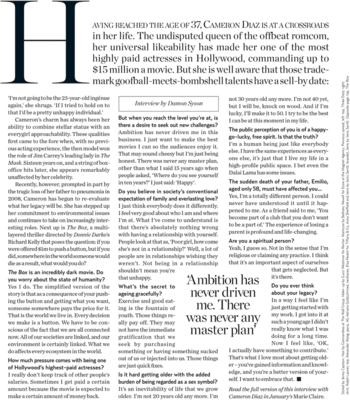 HAVING REACHED THE AGE OF 37, CAMERON DIAZ IS AT A CROSSROADS
in her life. The undisputed queen of the offbeat romcom,
her universal likeability has made her one of the most
highly paid actresses in Hollywood, commanding up to
$15 million a movie. But she is well aware that those trade-
mark goofball-meets-bombshell talents have a sell-by date:
'I'm not going to be the 25-year-old ingénue
again,' she shrugs. 'If I tried to hold on to
that I'd be a pretty unhappy individual.'
Cameron's charm has always been her
ability to combine stellar status with an
everygirl approachability. Those qualities
first came to the fore when, with no previ-
ous acting experience, the then model won
the role of Jim Carrey's leading lady in The
Mask. Sixteen years on, and a string of box-
office hits later, she appears remarkably
unaffected by her celebrity.
Recently, however, prompted in part by
the tragic loss of her father to pneumonia in
2008, Cameron has begun to re-evaluate
what her legacy will be. She has stepped up
her commitment to environmental issues
and continues to take on increasingly inter-
esting roles. Next up is The Box, a multi-
layered thriller directed by Donnie Darko's
Richard Kelly that poses the question: if you
were offered $1m to push a button, but if you
did, somewhere in the world someone would
die as a result, what would you do?
The Box is an incredibly dark movie. Do
you worry about the state of humanity?
Yes I do. The simplified version of the
story is that as a consequence of your push-
ing the button and getting what you want,
someone somewhere pays the price for it.
That is the world we live in. Every decision
we make is a button. We have to be con-
scious of the fact that we are all connected
now. All of our societies are linked, and our
environment is certainly linked. What we
do affects every ecosystem in the world.
How much pressure comes with being one
of Hollywood's highest-paid actresses?
I really don't keep track of other people's
salaries. Sometimes I get paid a certain
amount because the movie is expected to
make a certain amount of money back.
Interview by Damon Syson
But when you reach the level you're at, is
there a desire to seek out new challenges?
Ambition has never driven me in this
business. I just want to make the best
movies I can so the audiences enjoy it.
That may sound cheesy but I'm just being
honest. There was never any master plan,
other than what I said 15 years ago when
people asked, 'Where do you see yourself
in ten years?' I just said: 'Happy'.
Do you believe in society's conventional
expectation of family and everlasting love?
I just think everybody does it differently.
I feel very good about who I am and where
I'm at. What I've come to understand is
that there's absolutely nothing wrong
with having a relationship with yourself.
People look at that as, 'Poor girl, how come
she's not in a relationship?' Well, a lot of
people are in relationships wishing they
weren't. Not being in a relationship
shouldn't mean you're
that unhappy.
What's the secret to
ageing gracefully?
Exercise and good eat-
ing is the fountain of
youth. Those things re-
ally pay off. They may
not have the immediate
gratification that we
seek by purchasing
something or having something sucked
out of us or injected into us. Those things
are just quick fixes.
Is it hard getting older with the added
burden of being regarded as a sex symbol?
It's an inevitability of life that we grow
older. I'm not 20 years old any more. I'm
not 30 years old any more. I'm not 40 yet,
but I will be, knock on wood. And if I'm
lucky, I'll make it to 50. I try to be the best
I can be at this moment in my life.
The public perception of you is of a happy-
go-lucky, free spirit. Is that the truth?
I'm a human being just like everybody
else. I have the same experiences as every-
one else, it's just that I live my life in a
high-profile public space. I bet even the
Dalai Lama has some issues.
The sudden death of your father, Emilio,
aged only 58, must have affected you...
Yes, I'm a totally different person. I could
never have understood it until it hap-
pened to me. As a friend said to me, 'You
become part of a club that you don't want
to be a part of.' The experience of losing a
parent is profound and life-changing.
Are you a spiritual person?
Yeah, I guess so. Not in the sense that I'm
religious or claiming any practice. I think
that it's an important aspect of ourselves
that gets neglected. But
it's there.
Do you ever think
about your legacy?
In a way I feel like I'm
just getting started with
my work. I got into it at
such a young age I didn't
really know what I was
doing for a long time.
Now I feel like, 'OK,
I actually have something to contribute.'
That's what I love most about getting old-
er – you've gained information and knowl-
edge, and you're a better version of your-
self. I want to embrace that. ■
Read the full version of this interview with
Cameron Diaz in January's Marie Claire.
'Ambition has
never driven
me. There
was never any
master plan'